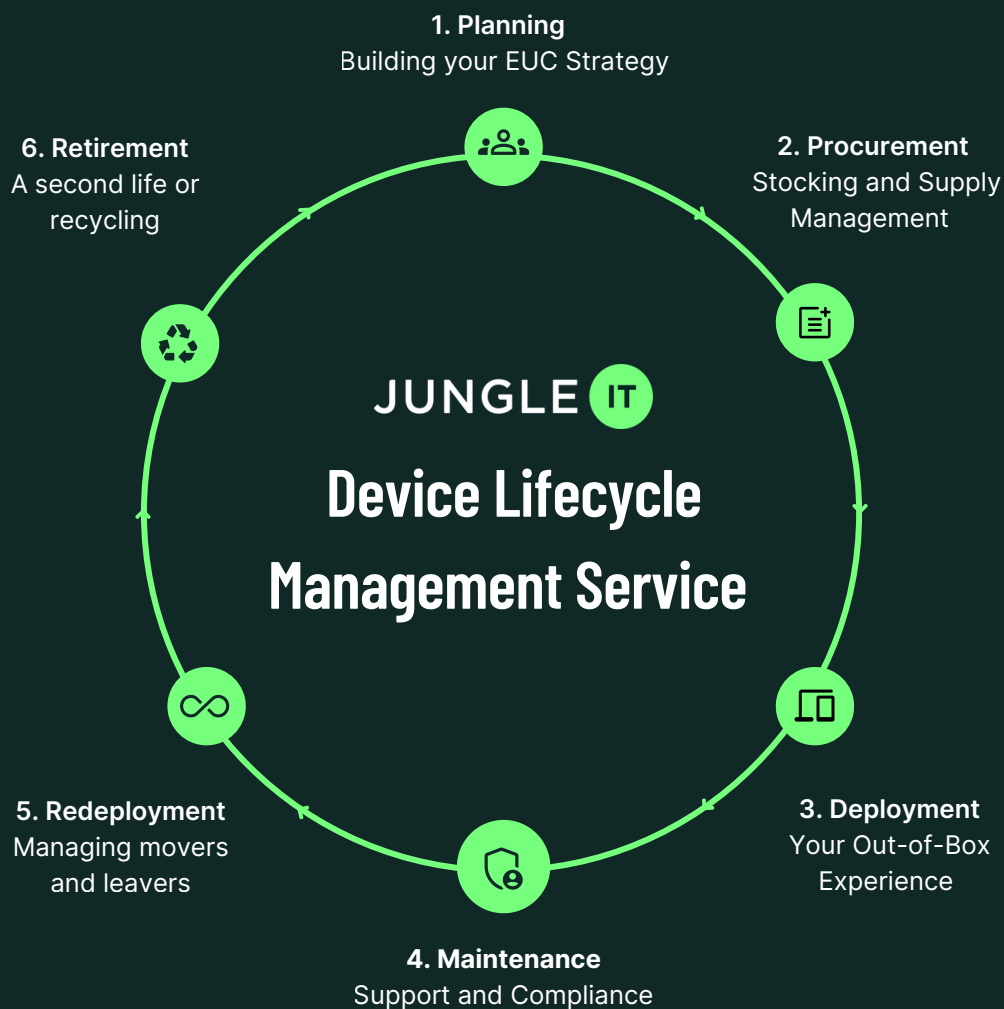 1. Planning
Building your EUC Strategy
2. Procurement
Stocking and Supply
Management
3. Deployment
Your Out-of-Box
Experience
4. Maintenance
Support and Compliance
5. Redeployment
Managing movers
and leavers
6. Retirement
A second life or
recycling
JUNGLE IT
Device Lifecycle
Management Service